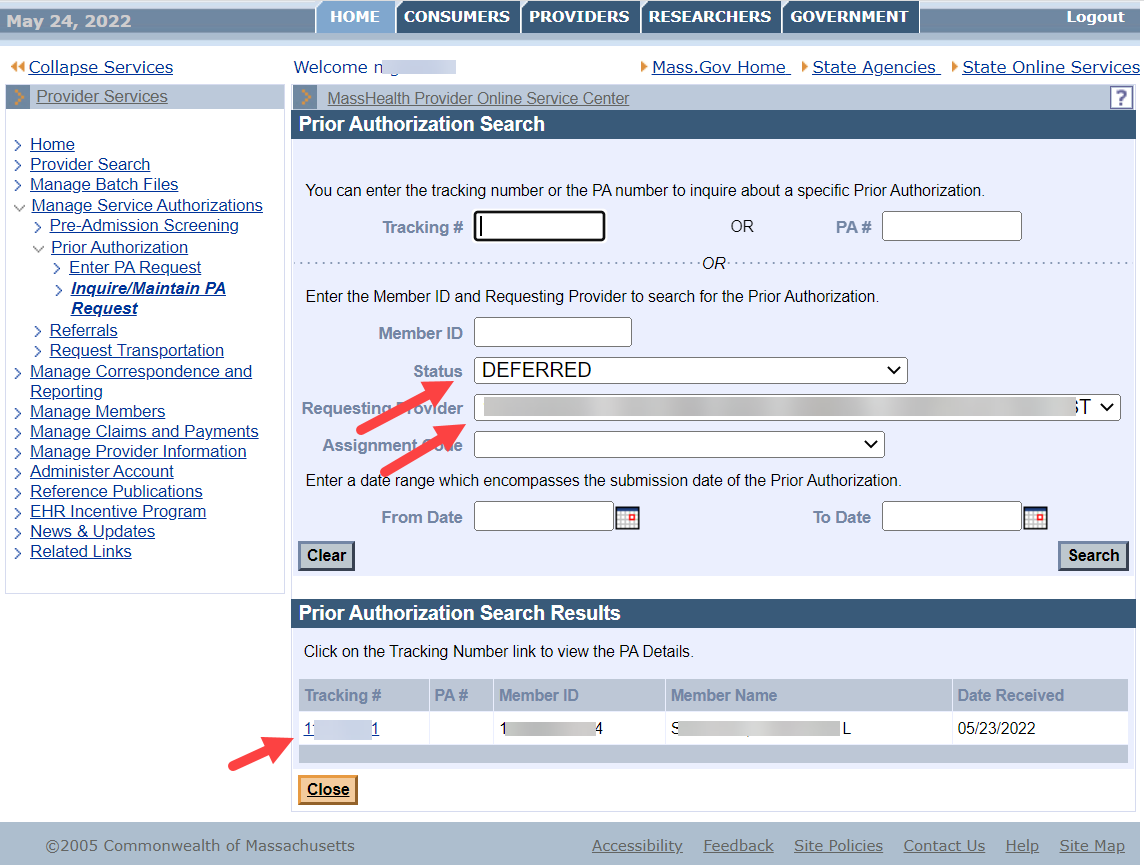 May 24, 2022
HOME CONSUMERS PROVIDERS RESEARCHERS GOVERNMENT Logout
Collapse Services
Welcome
Mass.Gov Home State Agencies State Online Services
Provider Services
Home
Provider Search
Manage Batch Files
Manage Service Authorizations
Pre-Admission Screening
Prior Authorization
Enter PA Request
Inquire/Maintain PA
Request
Referrals
Request Transportation
Manage Correspondence and
Reporting
Manage Members
Manage Claims and Payments
Manage Provider Information
Administer Account
Reference Publications
EHR Incentive Program
News & Updates
Related Links
MassHealth Provider Online Service Center ?
Prior Authorization Search
You can enter the tracking number or the PA number to inquire about a specific Prior Authorization.
Tracking # OR PA #
OR
Enter the Member ID and Requesting Provider to search for the Prior Authorization.
Member ID
Status DEFERRED
Requesting Provider
Assignment Code
Enter a date range which encompasses the submission date of the Prior Authorization.
From Date To Date
Clear Search
Prior Authorization Search Results
Click on the Tracking Number link to view the PA Details.
Tracking # PA # Member ID Member Name Date Received
05/23/2022
Close
©2005 Commonwealth of Massachusetts
Accessibility Feedback Site Policies Contact Us Help Site Map